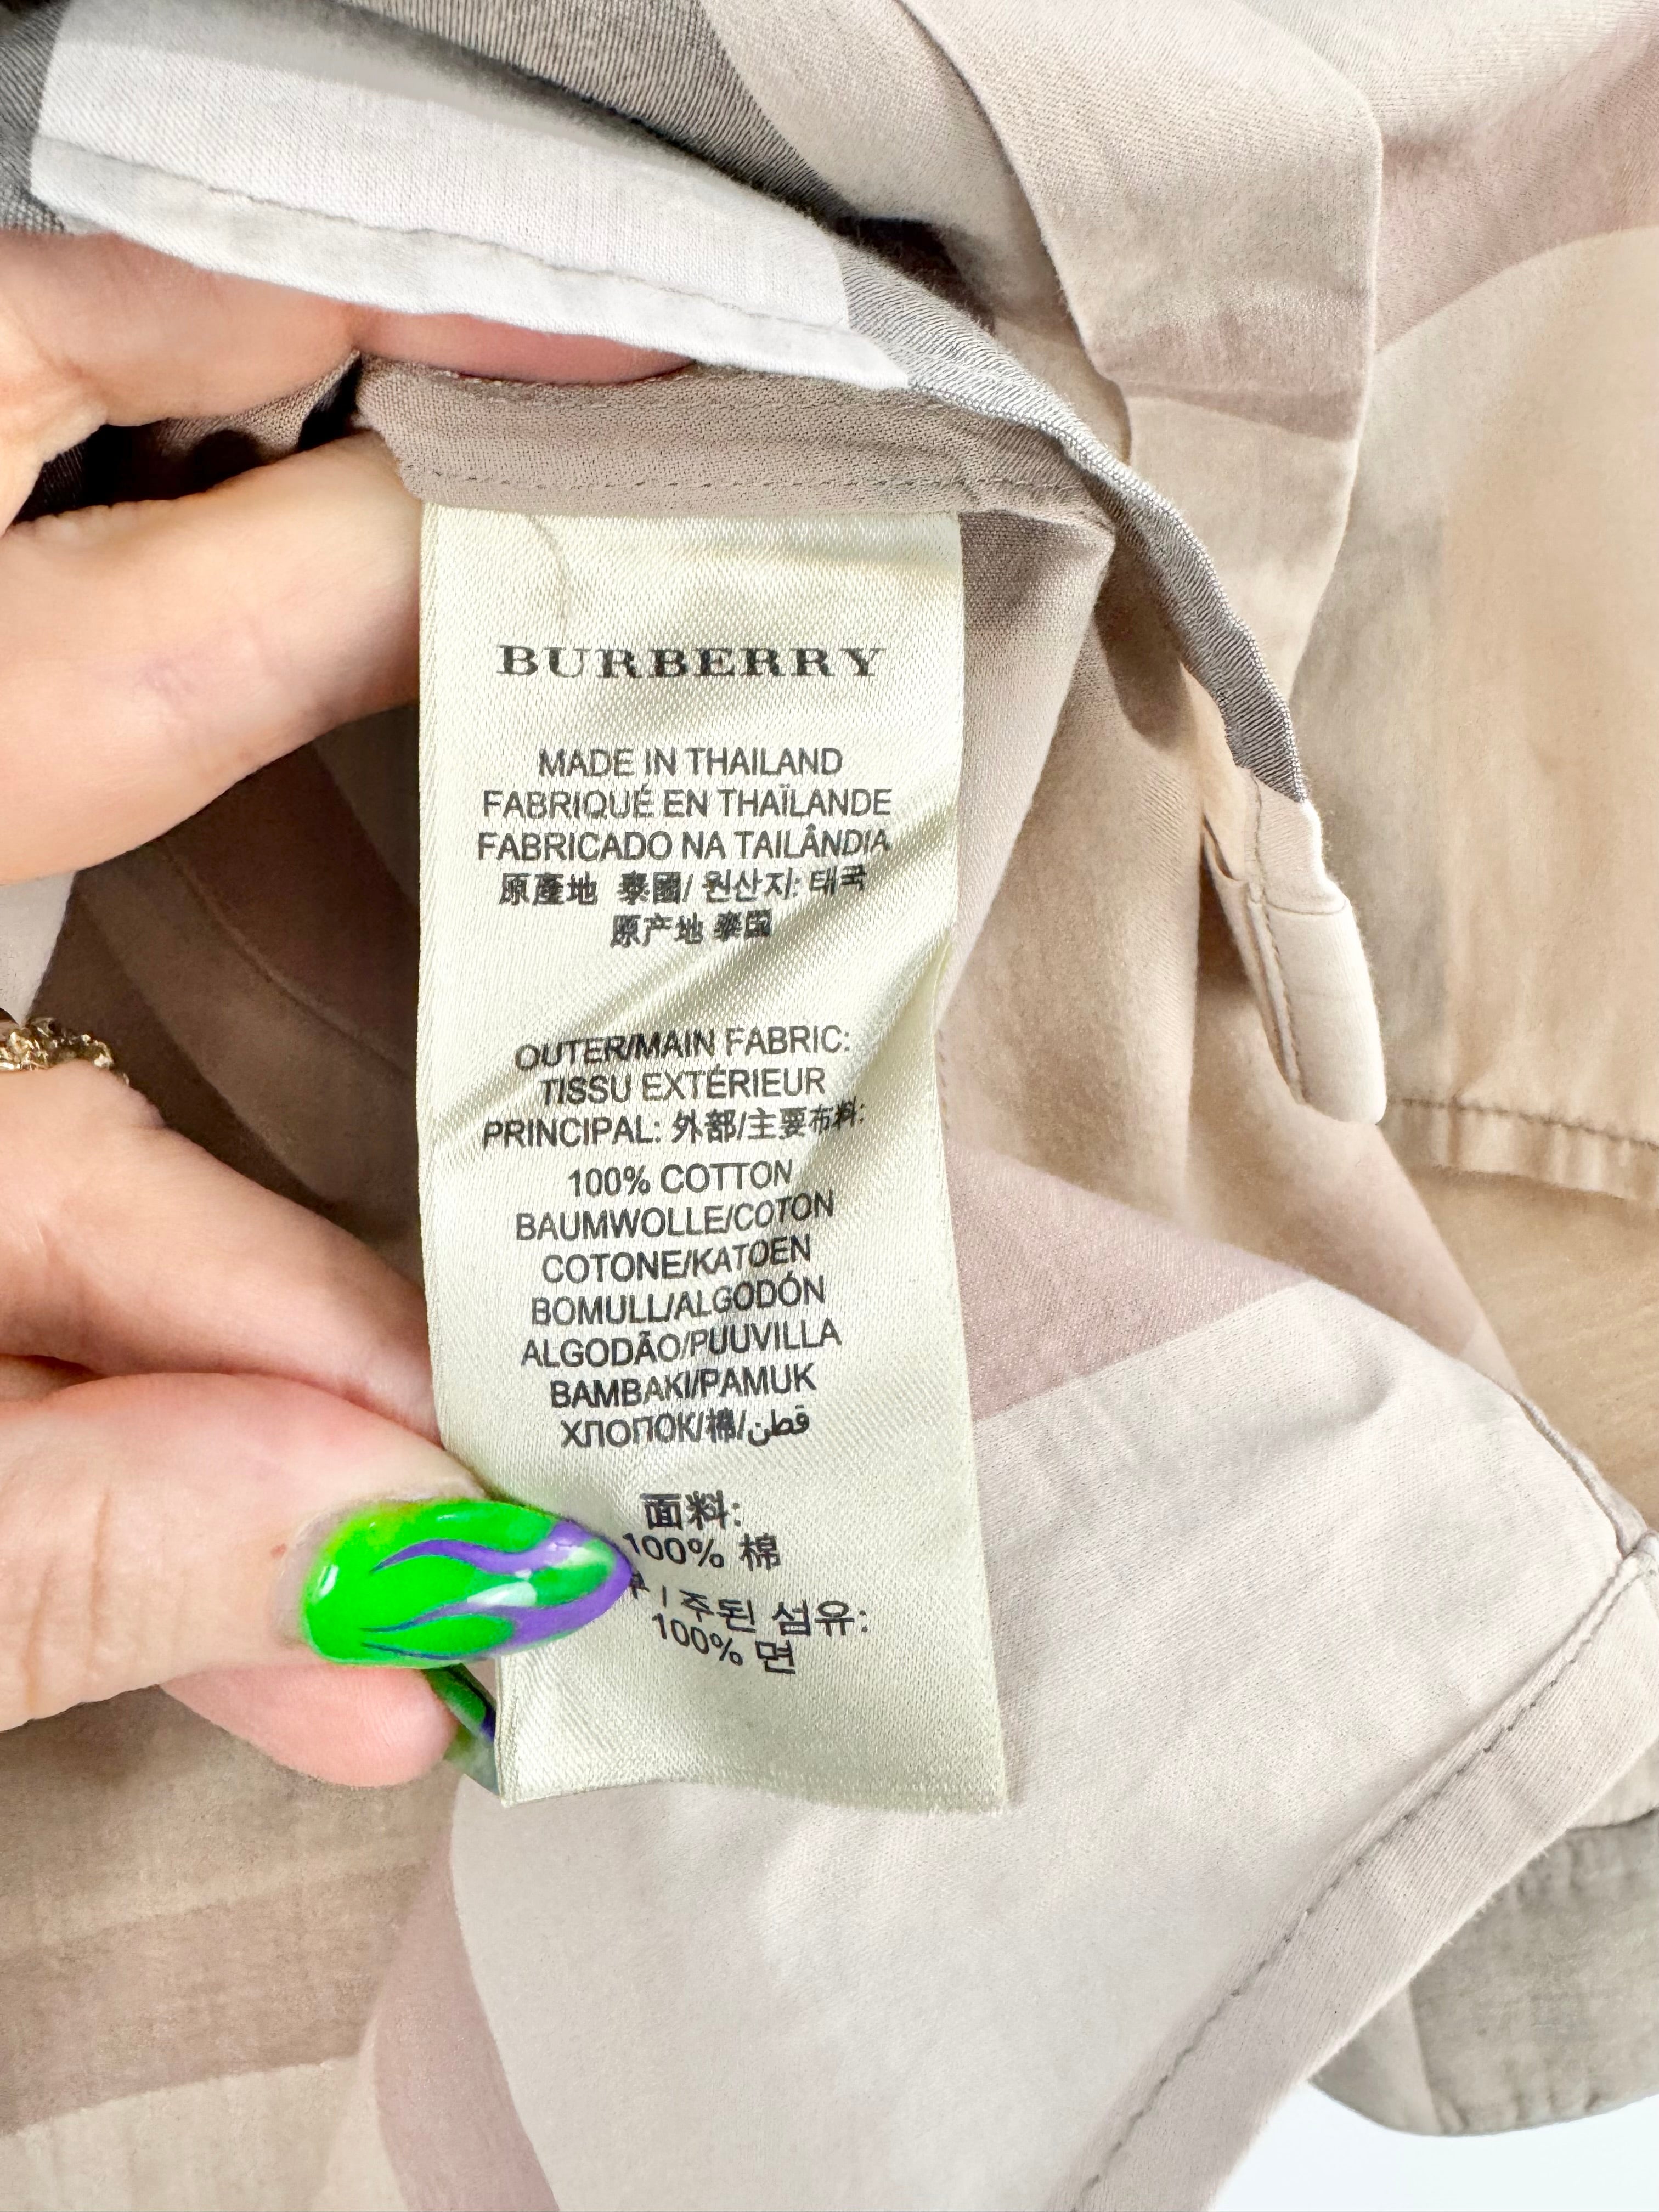 BURBERRY
MADE IN THAILAND
FABRIQUÉ EN THAÏLANDE
FABRICADO NA TAILÂNDIA
原產地 泰國/ 원산지: 태국
原产地 泰国
OUTER/MAIN FABRIC:
TISSU EXTÉRIEUR
PRINCIPAL: 外部/主要布料:
100% COTTON
BAUMWOLLE/COTON
COTONE/KATOEN
BOMULL/ALGODÓN
ALGODÃO/PUUVILLA
BAMBAKI/PAMUK
ХЛОПОК/棉/قطن
面料:
100% 棉
/ 주된 섬유:
100% 면